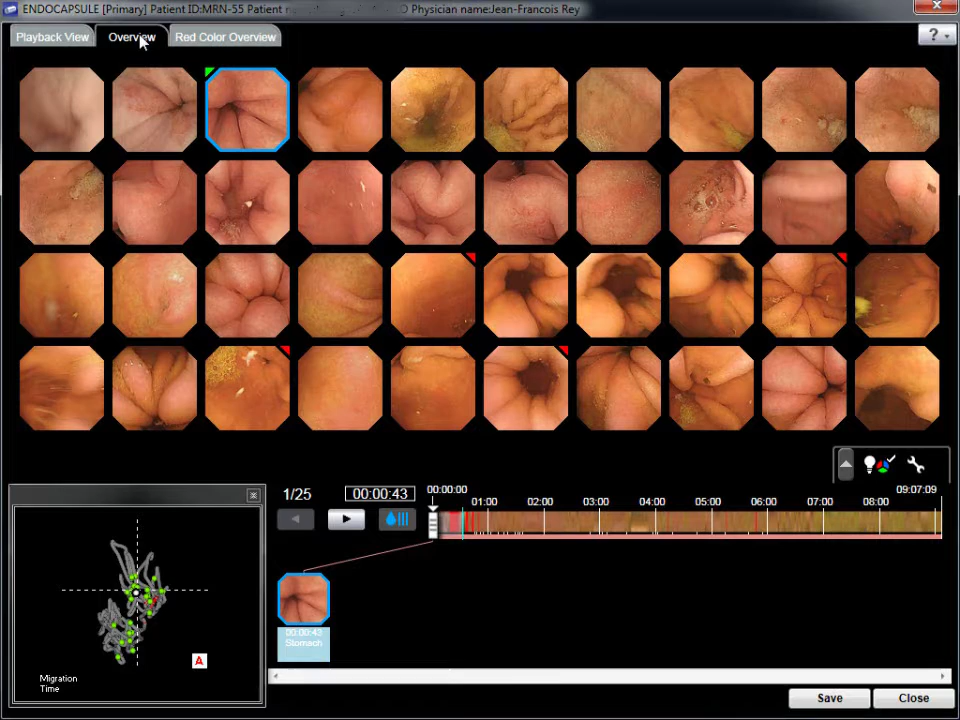 ENDOCAPSULE [Primary] Patient ID:MRN-55 Patient Physician name:Jean-Francois Rey
Playback View Overview Red Color Overview
?
1/25 00:00:43 00:00:00 09:07:09
01:00 02:00 03:00 04:00 05:00 06:00 07:00 08:00
00:00:43
Stomach
A
Migration
Time
Save Close